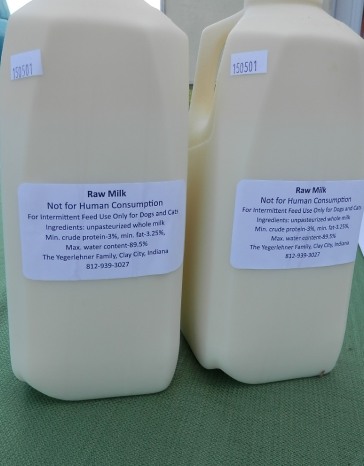 150501
Raw Milk
Not for Human Consumption
For Intermittent Feed Use Only for Dogs and Cats
Ingredients: unpasteurized whole milk
Min. crude protein-3%, min. fat-3.25%,
Max. water content-89.5%
The Yegerlehner Family, Clay City, Indiana
812-939-3027
150501
Raw Milk
Not for Human Consumption
For Intermittent Feed Use Only for Dogs and Cats
Ingredients: unpasteurized whole milk
Min. crude protein-3%, min. fat-3.25%,
Max. water content-89.5%
The Yegerlehner Family, Clay City, Indiana
812-939-3027